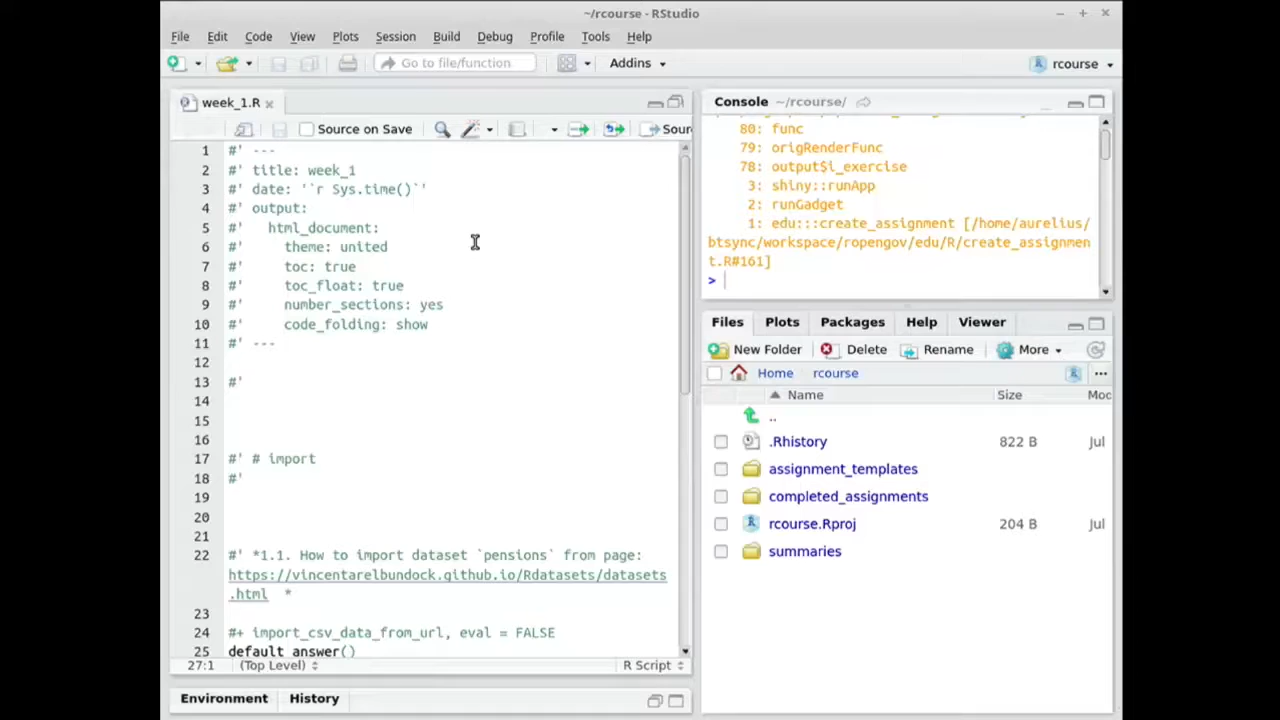 ~/rcourse - RStudio
File Edit Code View Plots Session Build Debug Profile Tools Help
Go to file/function Addins rcourse
week_1.R
Source on Save Sour
1 #' ---
2 #' title: week_1
3 #' date: '`r Sys.time()`'
4 #' output:
5 #'   html_document:
6 #'     theme: united
7 #'     toc: true
8 #'     toc_float: true
9 #'     number_sections: yes
10 #'     code_folding: show
11 #' ---
12
13 #'
14
15
16
17 #' # import
18 #'
19
20
21
22 #' *1.1. How to import dataset `pensions` from page:
https://vincentarelbundock.github.io/Rdatasets/datasets
.html  *
23
24 #+ import_csv_data_from_url, eval = FALSE
25 default_answer()
27:1 (Top Level) R Script
Environment History
Console ~/rcourse/
80: func
79: origRenderFunc
78: output$i_exercise
3: shiny::runApp
2: runGadget
1: edu:::create_assignment [/home/aurelius/
btsync/workspace/ropengov/edu/R/create_assignmen
t.R#161]
>
Files Plots Packages Help Viewer
New Folder Delete Rename More
Home rcourse ...
Name Size Moc
..
.Rhistory 822 B Jul
assignment_templates
completed_assignments
rcourse.Rproj 204 B Jul
summaries